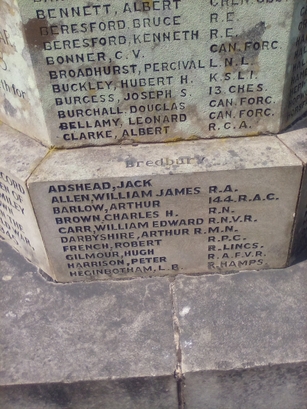 BENNETT, ALBERT
BERESFORD, BRUCE R.E.
BERESFORD, KENNETH R.E.
BONNER, C.V. CAN. FORC.
BROADHURST, PERCIVAL L.N.L.
BUCKLEY, HUBERT H. K.S.L.I.
BURGESS, JOSEPH S. 13 CHES.
BURCHALL, DOUGLAS CAN. FORC.
BELLAMY, LEONARD CAN. FORC.
CLARKE, ALBERT R.G.A.
Bredbury
ADSHEAD, JACK
ALLEN, WILLIAM JAMES R.A.
BARLOW, ARTHUR 144. R.A.C.
BROWN, CHARLES H. R.N.
CARR, WILLIAM EDWARD R.N.V.R.
DARBYSHIRE, ARTHUR R.M.N.
FRENCH, ROBERT R.P.C.
GILMOUR, HUGH R. LINCS.
HARRISON, PETER R.A.F.V.R.
HEGINBOTHAM, L.B. R. HAMPS.